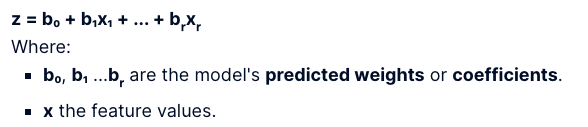 z = b₀ + b₁x₁ + ... + bᵣxᵣ
Where:
▪ b₀, b₁ ...bᵣ are the model's predicted weights or coefficients.
▪ x the feature values.